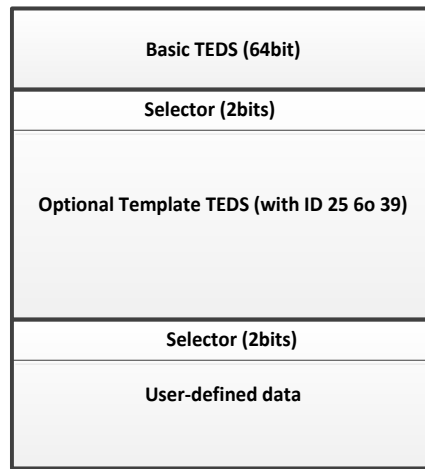 Basic TEDS (64bit)
Selector (2bits)
Optional Template TEDS (with ID 25 6o 39)
Selector (2bits)
User-defined data